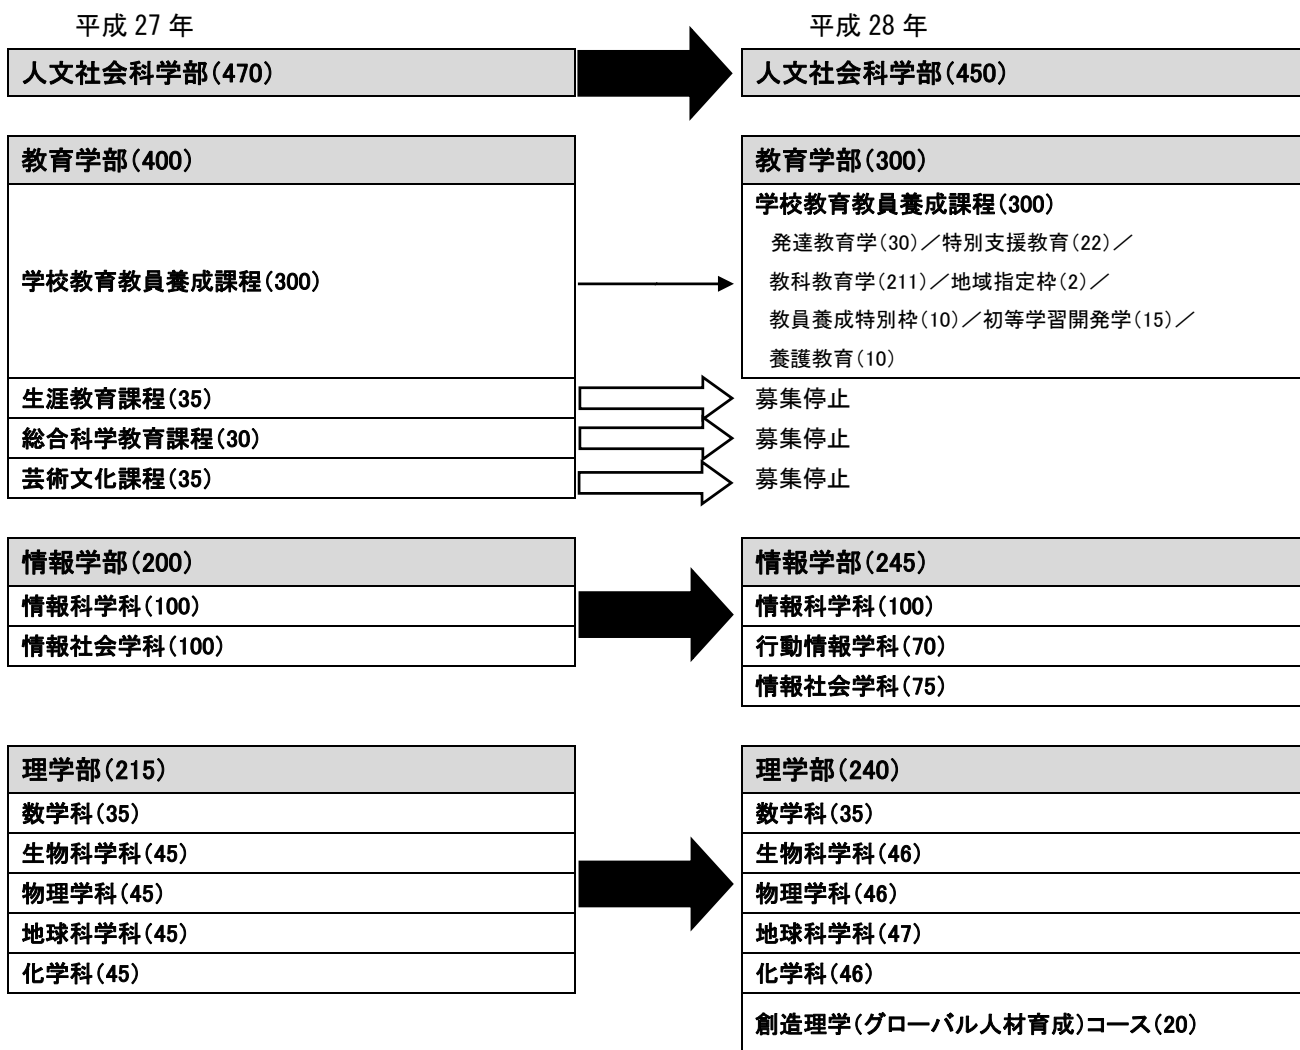 平成 27 年
平成 28 年
人文社会科学部(470)
人文社会科学部(450)
教育学部(400)
学校教育教員養成課程(300)
生涯教育課程(35)
総合科学教育課程(30)
芸術文化課程(35)
教育学部(300)
学校教育教員養成課程(300)
発達教育学(30)／特別支援教育(22)／
教科教育学(211)／地域指定枠(2)／
教員養成特別枠(10)／初等学習開発学(15)／
養護教育(10)
募集停止
募集停止
募集停止
情報学部(200)
情報科学科(100)
情報社会学科(100)
情報学部(245)
情報科学科(100)
行動情報学科(70)
情報社会学科(75)
理学部(215)
数学科(35)
生物科学科(45)
物理学科(45)
地球科学科(45)
化学科(45)
理学部(240)
数学科(35)
生物科学科(46)
物理学科(46)
地球科学科(47)
化学科(46)
創造理学(グローバル人材育成)コース(20)